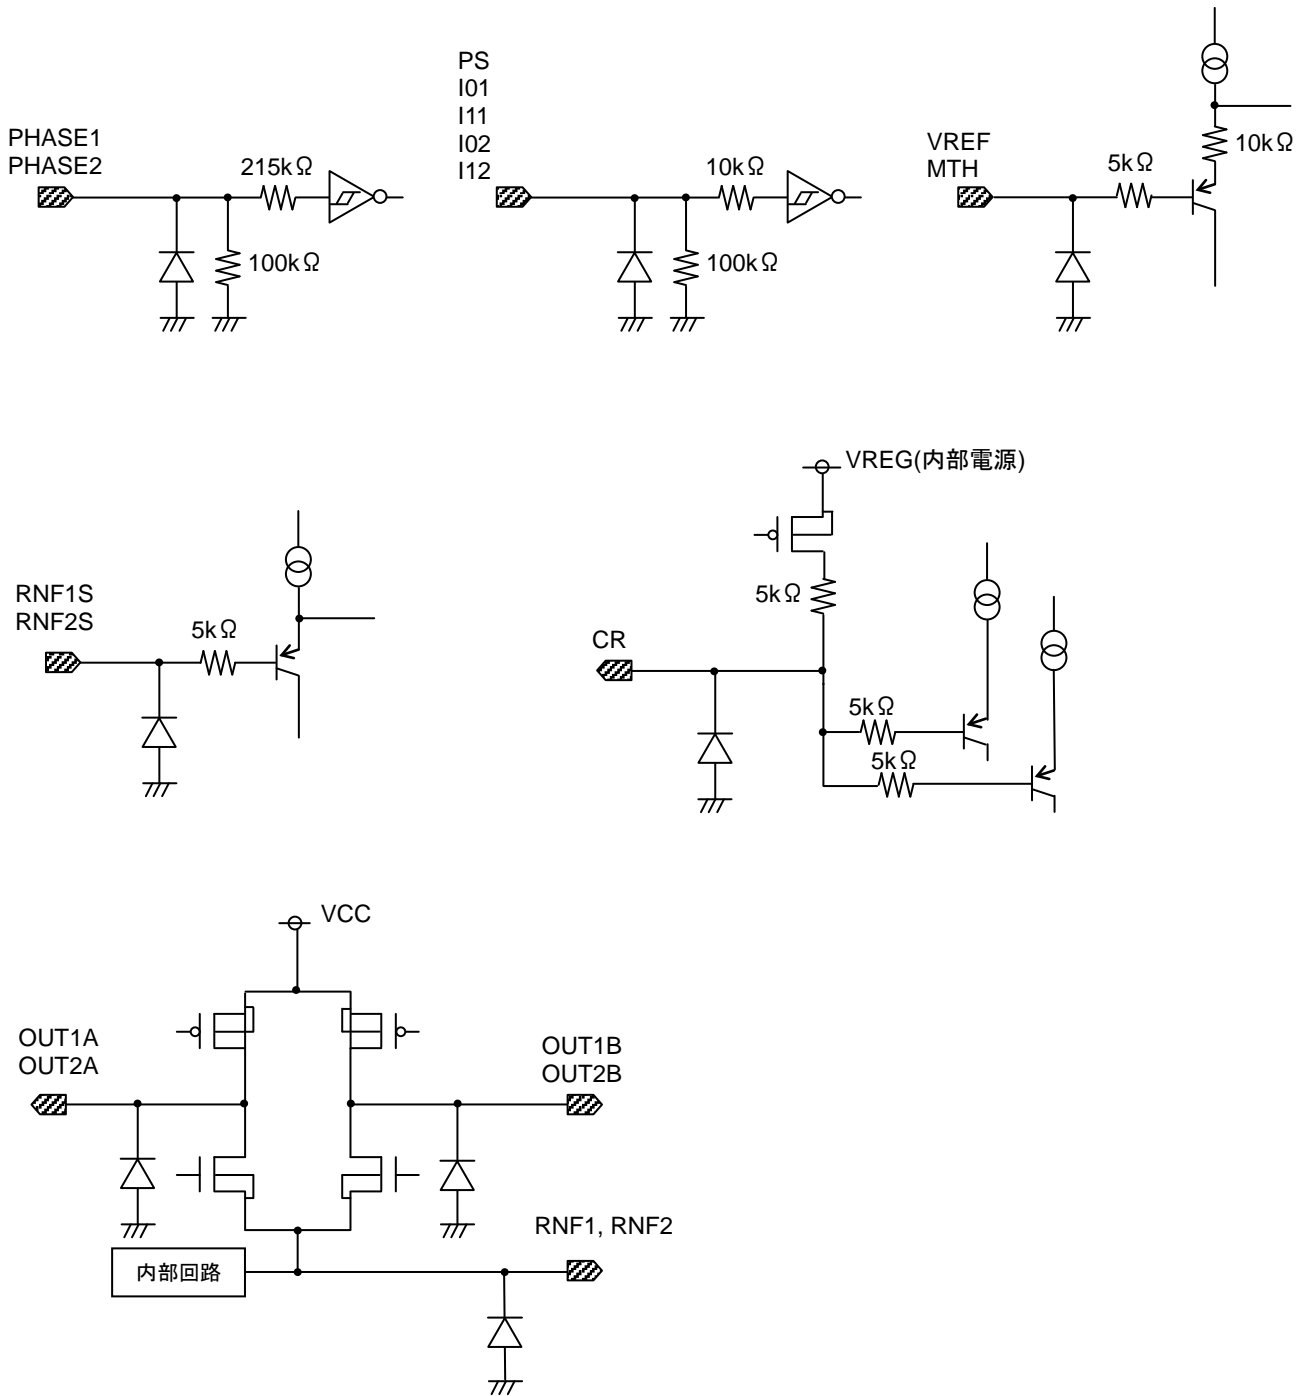 PHASE1
PHASE2
215kΩ
100kΩ
PS
I01
I11
I02
I12
10kΩ
100kΩ
VREF
MTH
5kΩ
10kΩ
RNF1S
RNF2S
5kΩ
VREG(内部電源)
5kΩ
CR
5kΩ
5kΩ
VCC
OUT1A
OUT2A
OUT1B
OUT2B
RNF1, RNF2
内部回路